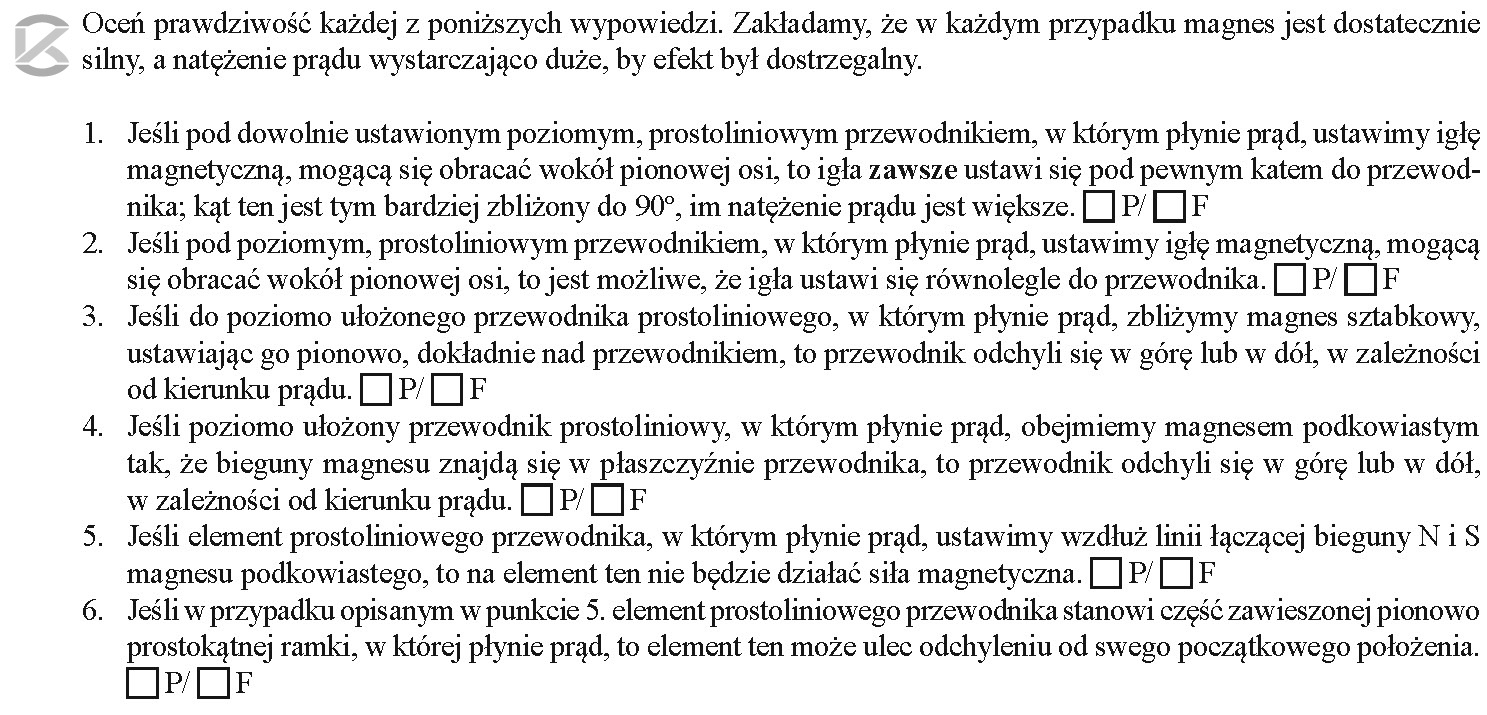 Oceń prawdziwość każdej z poniższych wypowiedzi. Zakładamy, że w każdym przypadku magnes jest dostatecznie
silny, a natężenie prądu wystarczająco duże, by efekt był dostrzegalny.
1. Jeśli pod dowolnie ustawionym poziomym, prostoliniowym przewodnikiem, w którym płynie prąd, ustawimy igłę
magnetyczną, mogącą się obracać wokół pionowej osi, to igła zawsze ustawi się pod pewnym katem do przewod-
nika; kąt ten jest tym bardziej zbliżony do 90°, im natężenie prądu jest większe. □ P/ □ F
2. Jeśli pod poziomym, prostoliniowym przewodnikiem, w którym płynie prąd, ustawimy igłę magnetyczną, mogącą
się obracać wokół pionowej osi, to jest możliwe, że igła ustawi się równolegle do przewodnika. □ P/ □ F
3. Jeśli do poziomo ułożonego przewodnika prostoliniowego, w którym płynie prąd, zbliżymy magnes sztabkowy,
ustawiając go pionowo, dokładnie nad przewodnikiem, to przewodnik odchyli się w górę lub w dół, w zależności
od kierunku prądu. □ P/ □ F
4. Jeśli poziomo ułożony przewodnik prostoliniowy, w którym płynie prąd, obejmiemy magnesem podkowiastym
tak, że bieguny magnesu znajdą się w płaszczyźnie przewodnika, to przewodnik odchyli się w górę lub w dół,
w zależności od kierunku prądu. □ P/ □ F
5. Jeśli element prostoliniowego przewodnika, w którym płynie prąd, ustawimy wzdłuż linii łączącej bieguny N i S
magnesu podkowiastego, to na element ten nie będzie działać siła magnetyczna. □ P/ □ F
6. Jeśli w przypadku opisanym w punkcie 5. element prostoliniowego przewodnika stanowi część zawieszonej pionowo
prostokątnej ramki, w której płynie prąd, to element ten może ulec odchyleniu od swego początkowego położenia.
□ P/ □ F